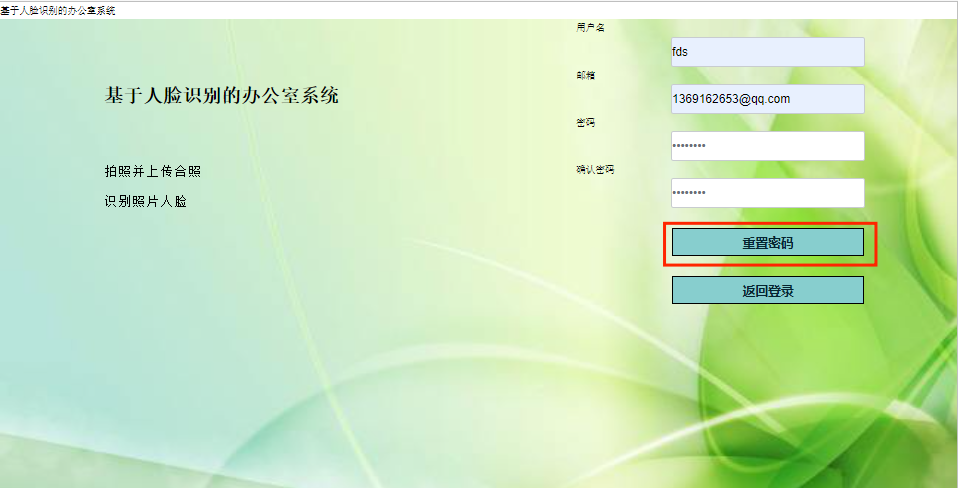 基于人脸识别的办公室系统
基于人脸识别的办公室系统
拍照并上传合照
识别照片人脸
用户名
fds
邮箱
1369162653@qq.com
密码
••••••••
确认密码
••••••••
重置密码
返回登录